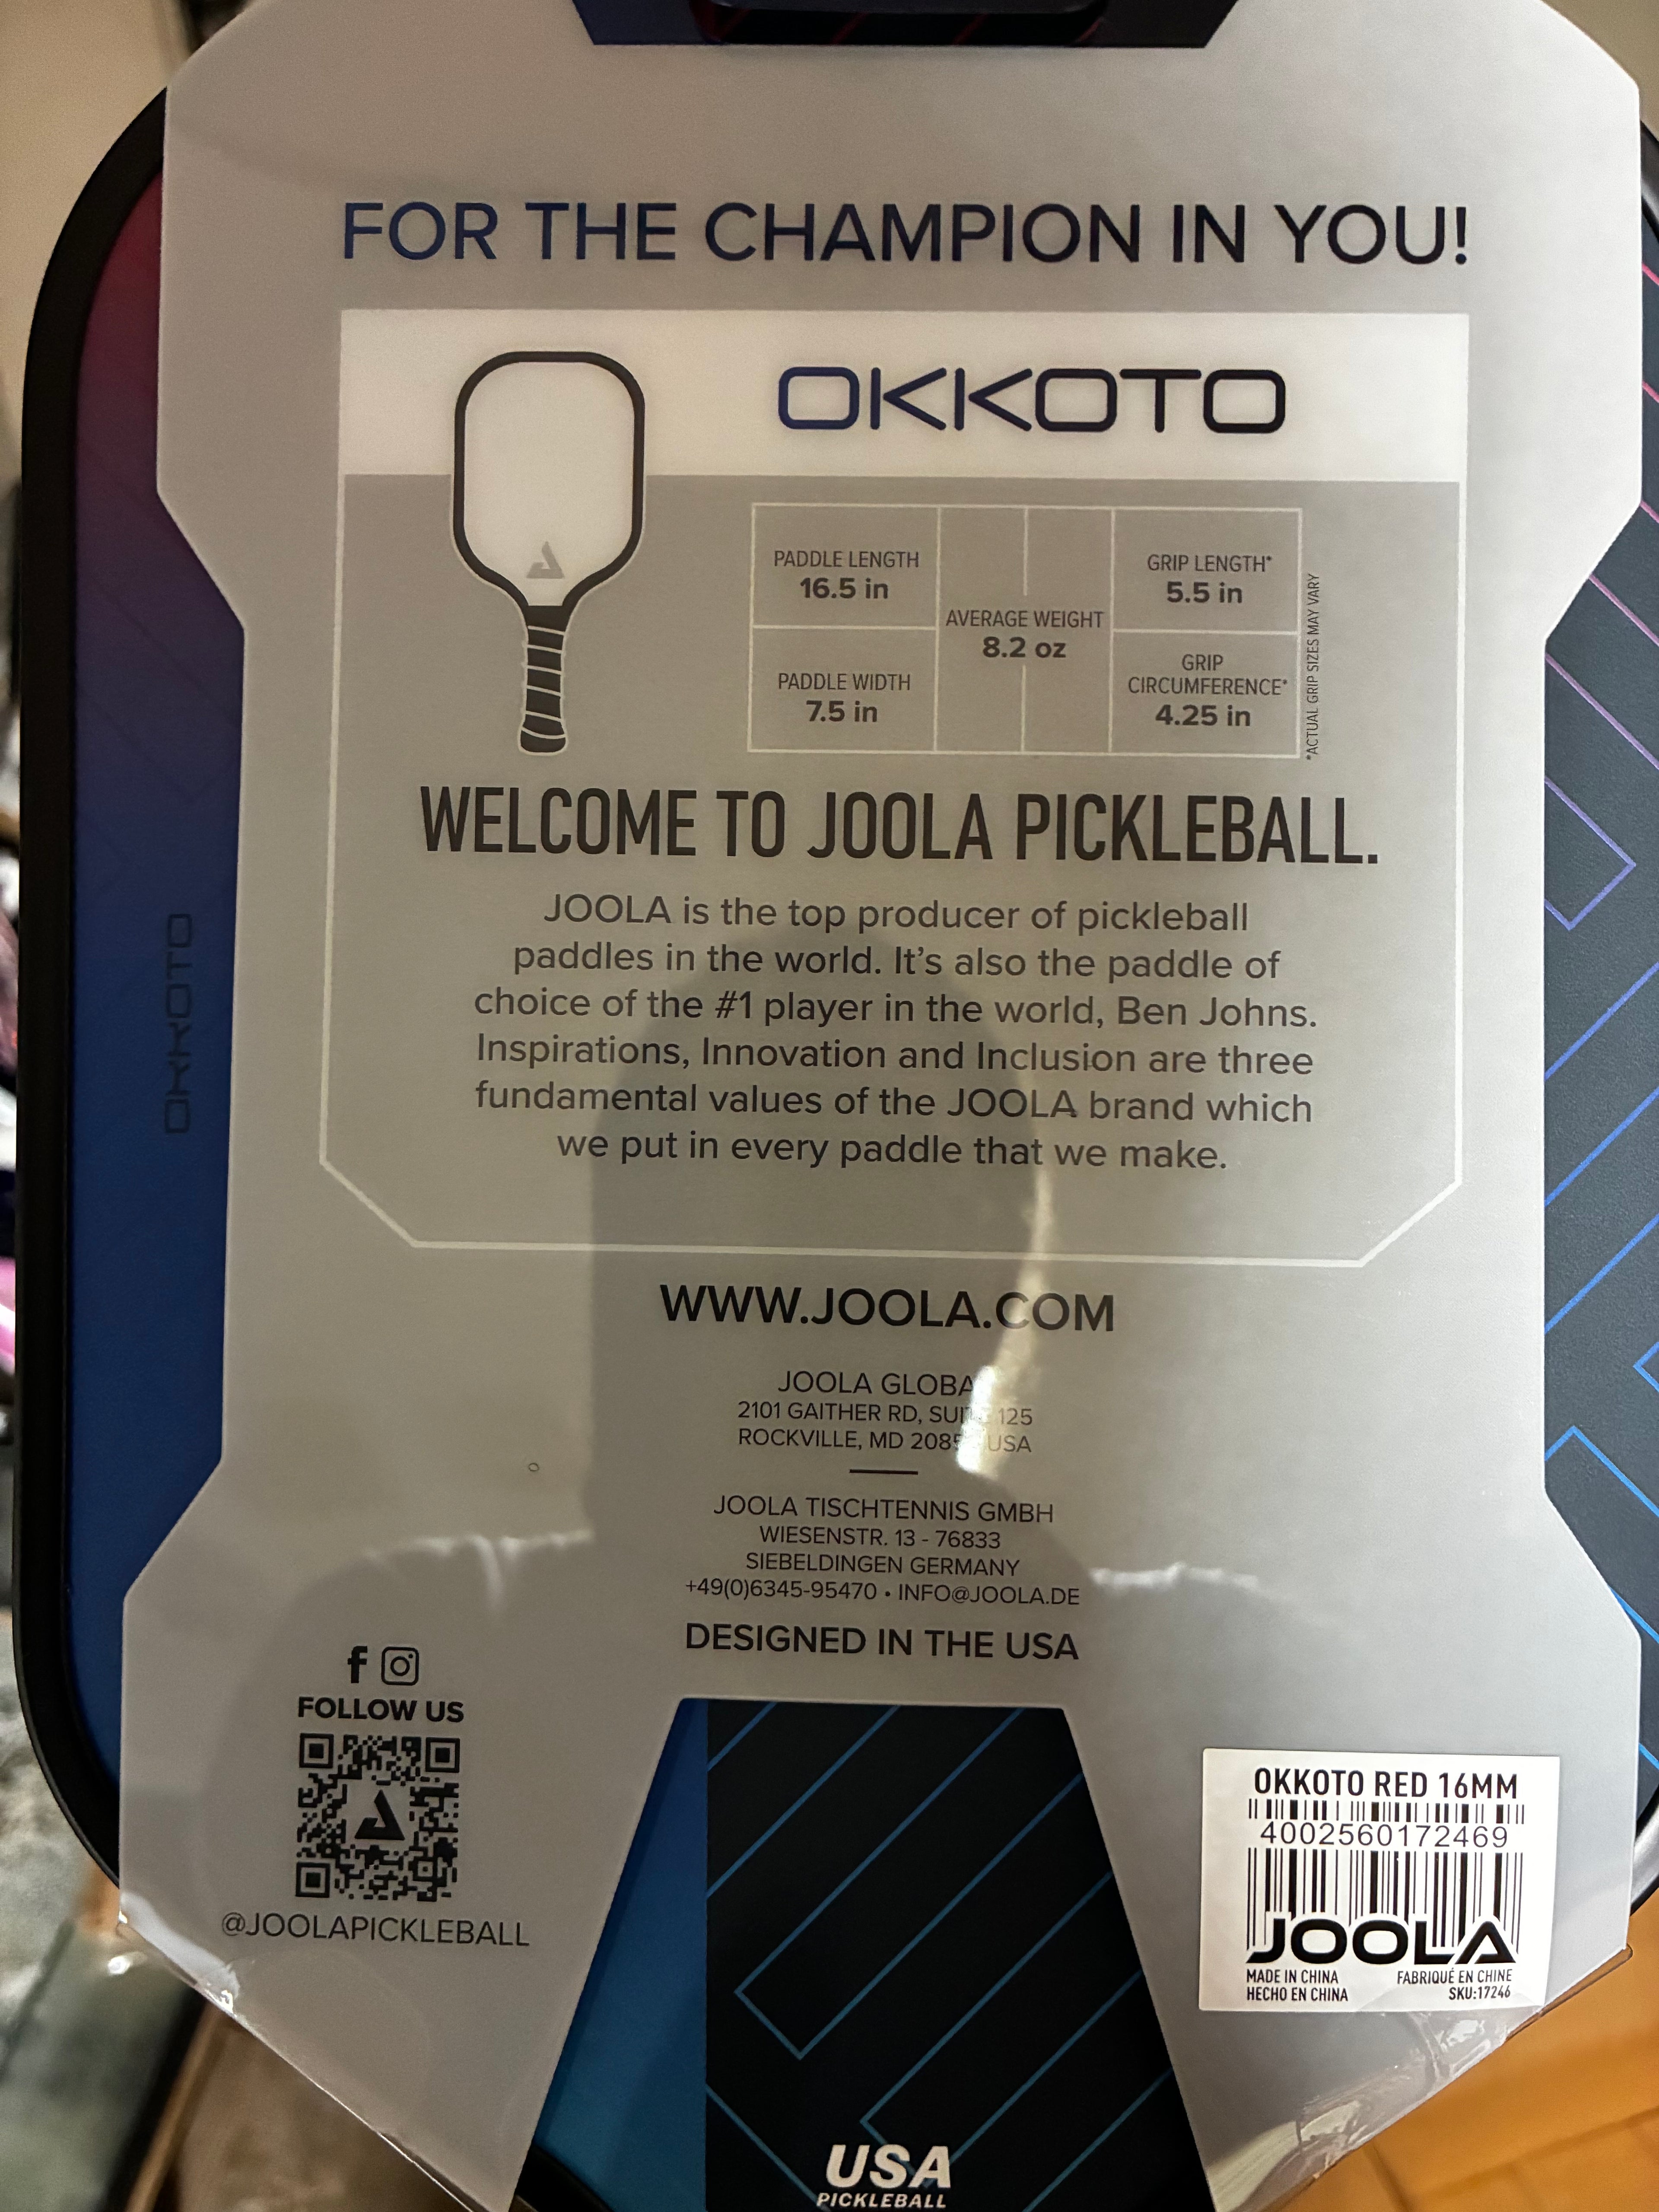 FOR THE CHAMPION IN YOU!
OKKOTO
PADDLE LENGTH
16.5 in
PADDLE WIDTH
7.5 in
AVERAGE WEIGHT
8.2 oz
GRIP LENGTH*
5.5 in
GRIP
CIRCUMFERENCE*
4.25 in
*ACTUAL GRIP SIZES MAY VARY
WELCOME TO JOOLA PICKLEBALL.
JOOLA is the top producer of pickleball
paddles in the world. It's also the paddle of
choice of the #1 player in the world, Ben Johns.
Inspirations, Innovation and Inclusion are three
fundamental values of the JOOLA brand which
we put in every paddle that we make.
OKKOTO
WWW.JOOLA.COM
JOOLA
2101 GAITHER RD, 125
ROCKVILLE, MD USA
JOOLA TISCHTENNIS GMBH
WIESENSTR. 13 - 76833
SIEBELDINGEN GERMANY
+49(0)6345-95470 • INFO@JOOLA.DE
DESIGNED IN THE USA
FOLLOW US
@JOOLAPICKLEBALL
OKKOTO RED 16MM
4002560172469
JOOLA
MADE IN CHINA FABRIQUÉ EN CHINE
HECHO EN CHINA SKU:17246
USA
PICKLEBALL